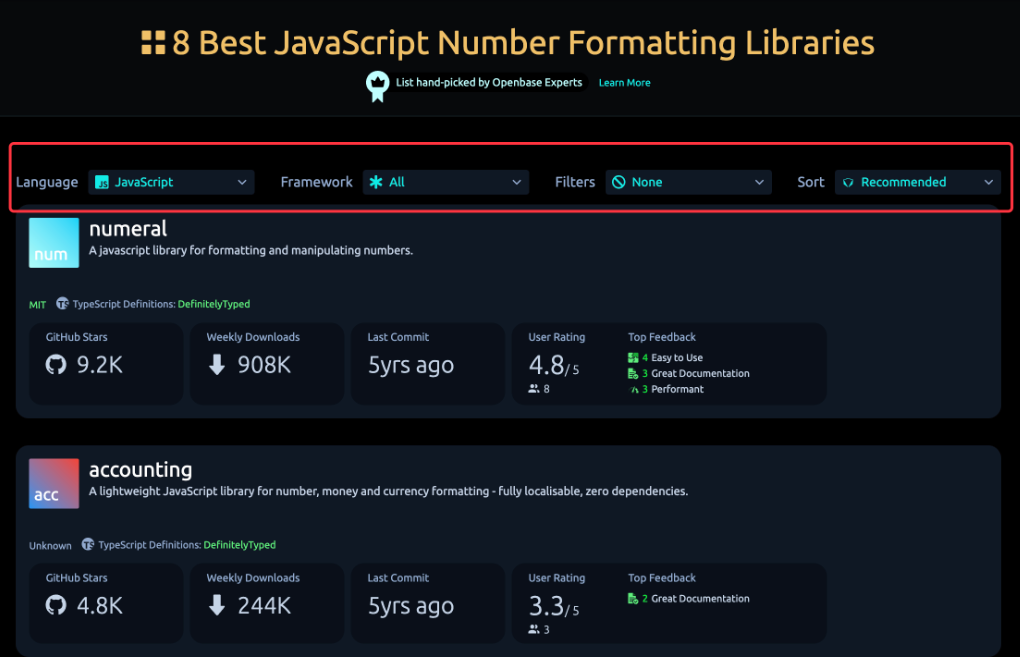 8 Best JavaScript Number Formatting Libraries
List hand-picked by Openbase Experts Learn More
Language JS JavaScript Framework All Filters None Sort Recommended
num
numeral
A javascript library for formatting and manipulating numbers.
MIT TS TypeScript Definitions: DefinitelyTyped
GitHub Stars Weekly Downloads Last Commit User Rating Top Feedback
9.2K 908K 5yrs ago 4.8/5
8
4 Easy to Use
3 Great Documentation
3 Performant
acc
accounting
A lightweight JavaScript library for number, money and currency formatting - fully localisable, zero dependencies.
Unknown TS TypeScript Definitions: DefinitelyTyped
GitHub Stars Weekly Downloads Last Commit User Rating Top Feedback
4.8K 244K 5yrs ago 3.3/5
3
2 Great Documentation